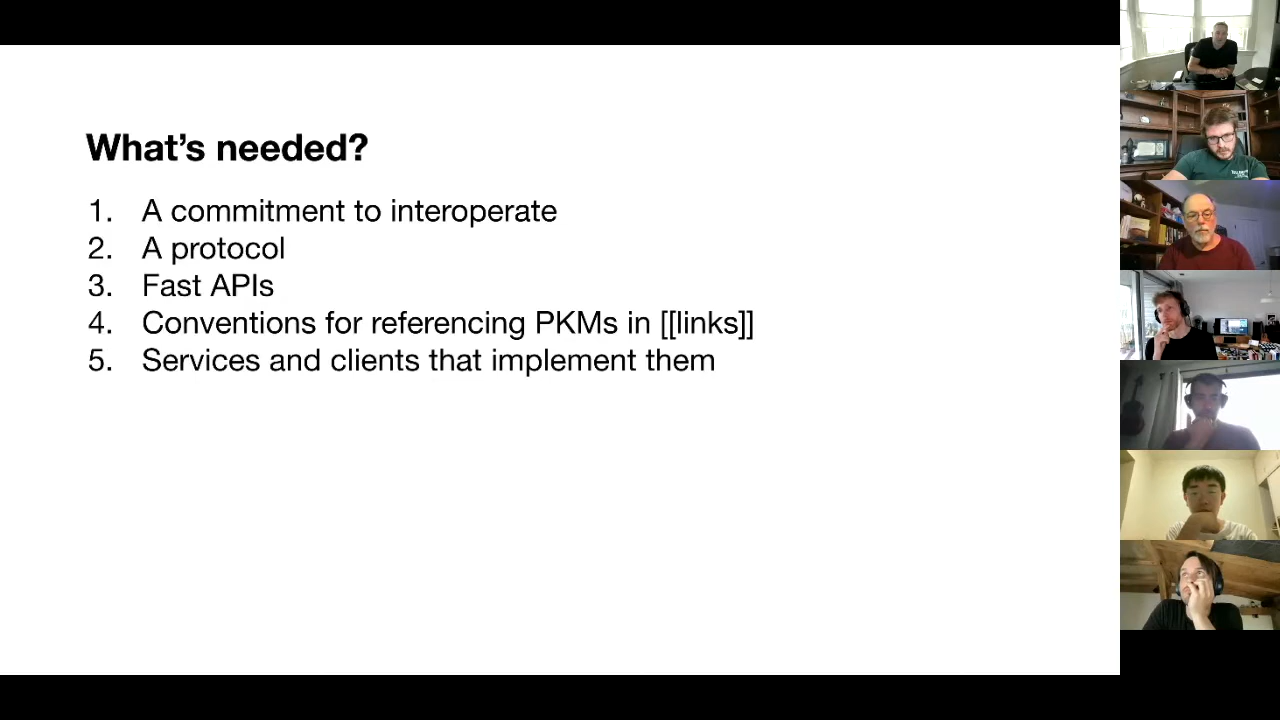 What's needed?
1. A commitment to interoperate
2. A protocol
3. Fast APIs
4. Conventions for referencing PKMs in [[links]]
5. Services and clients that implement them